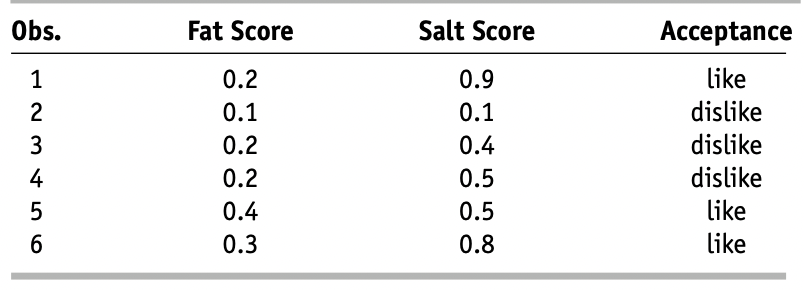 Obs. Fat Score Salt Score Acceptance
1 0.2 0.9 like
2 0.1 0.1 dislike
3 0.2 0.4 dislike
4 0.2 0.5 dislike
5 0.4 0.5 like
6 0.3 0.8 like